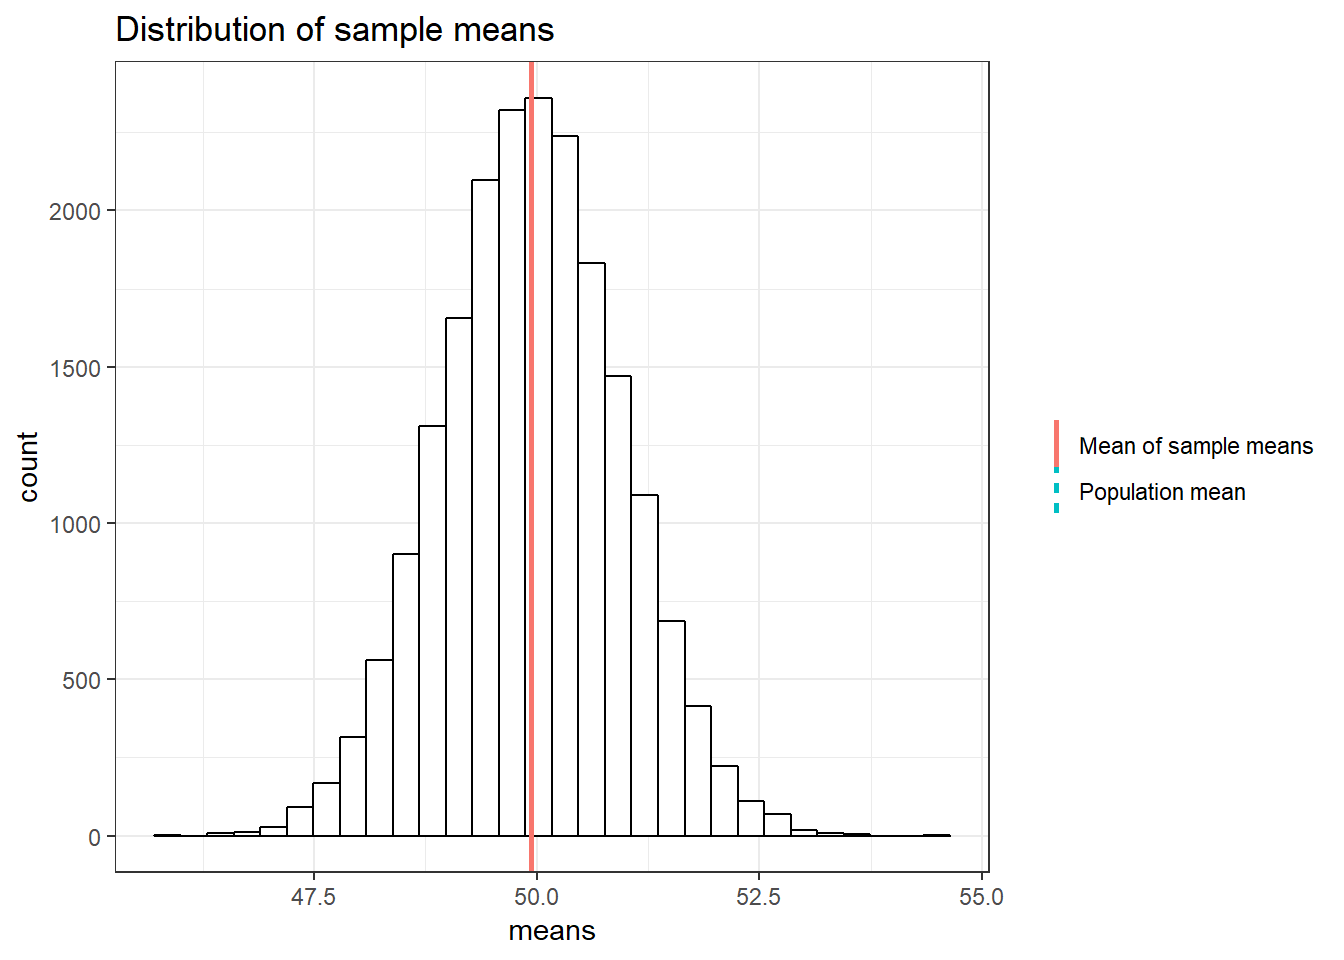 Distribution of sample means
count
2000
1500
1000
500
0
47.5 50.0 52.5 55.0
means
Mean of sample means
Population mean